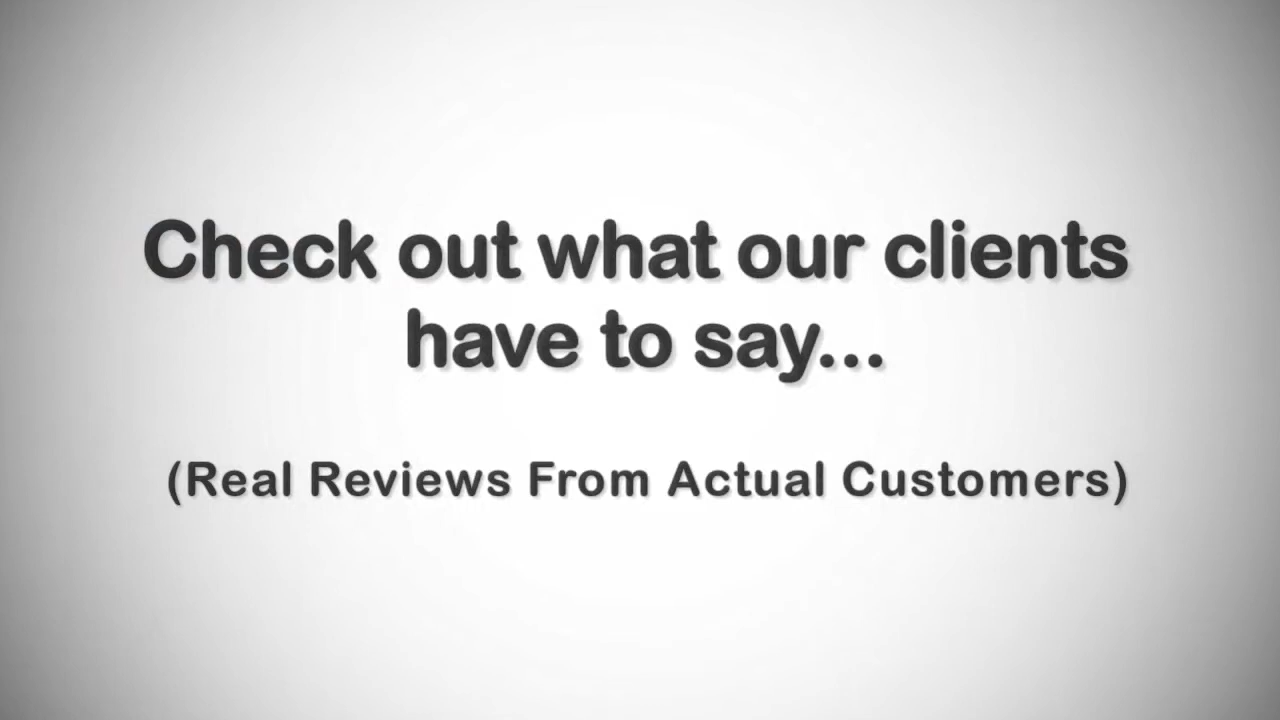 Check out what our clients
have to say...
(Real Reviews From Actual Customers)